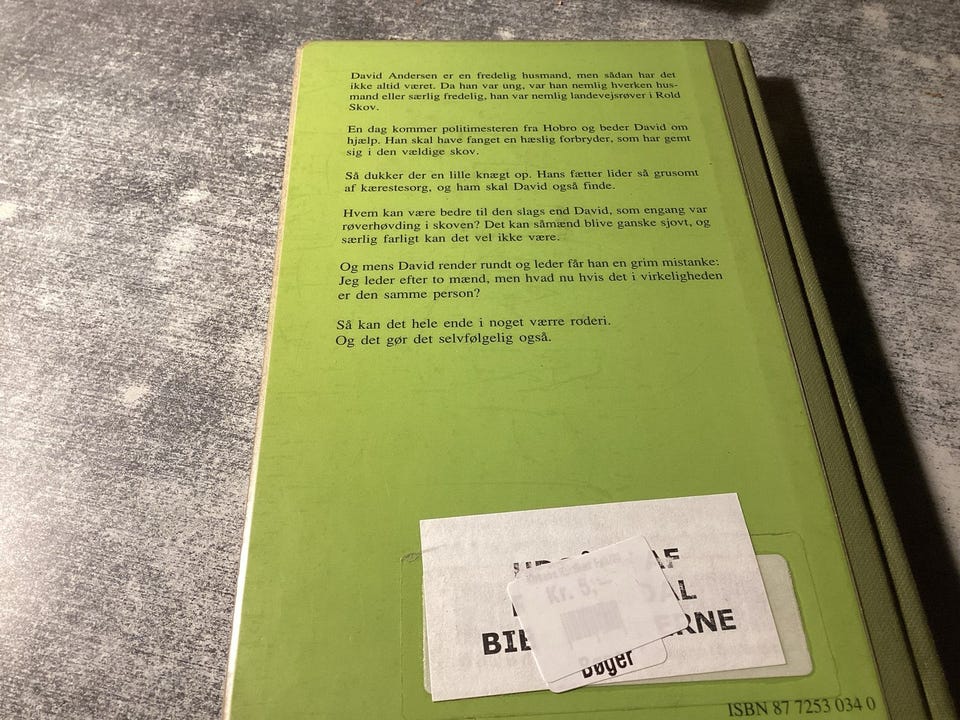 David Andersen er en fredelig husmand, men sådan har det
ikke altid været. Da han var ung, var han nemlig hverken hus-
mand eller særlig fredelig, han var nemlig landevejsrøver i Rold
Skov.
En dag kommer politimesteren fra Hobro og beder David om
hjælp. Han skal have fanget en hæslig forbryder, som har gemt
sig i den vældige skov.
Så dukker der en lille knægt op. Hans fætter lider så grusomt
af kærestesorg, og ham skal David også finde.
Hvem kan være bedre til den slags end David, som engang var
røverhøvding i skoven? Det kan såmænd blive ganske sjovt, og
særlig farligt kan det vel ikke være.
Og mens David render rundt og leder får han en grim mistanke:
Jeg leder efter to mænd, men hvad nu hvis det i virkeligheden
er den samme person?
Så kan det hele ende i noget værre roderi.
Og det gør det selvfølgelig også.
AF
AL
BIB ERNE
Kr. 5,-
Bøger
ISBN 87 7253 034 0